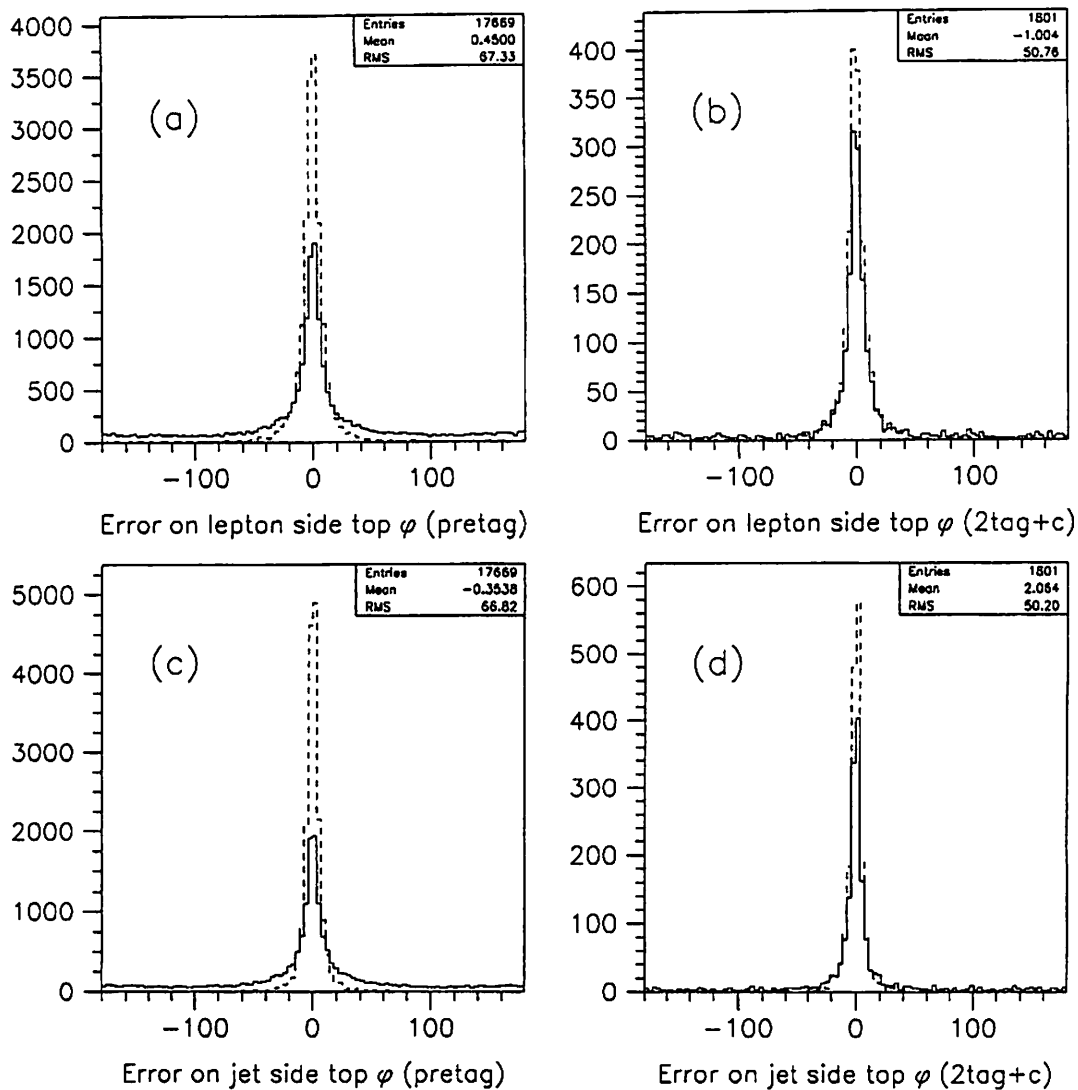 Entries 17669
Mean 0.4500
RMS 67.33
(a)
4000
3500
3000
2500
2000
1500
1000
500
0
-100 0 100
Error on lepton side top φ (pretag)
Entries 1801
Mean -1.004
RMS 50.76
(b)
400
350
300
250
200
150
100
50
0
-100 0 100
Error on lepton side top φ (2tag+c)
Entries 17669
Mean -0.3538
RMS 66.82
(c)
5000
4000
3000
2000
1000
0
-100 0 100
Error on jet side top φ (pretag)
Entries 1801
Mean 2.064
RMS 50.20
(d)
600
500
400
300
200
100
0
-100 0 100
Error on jet side top φ (2tag+c)